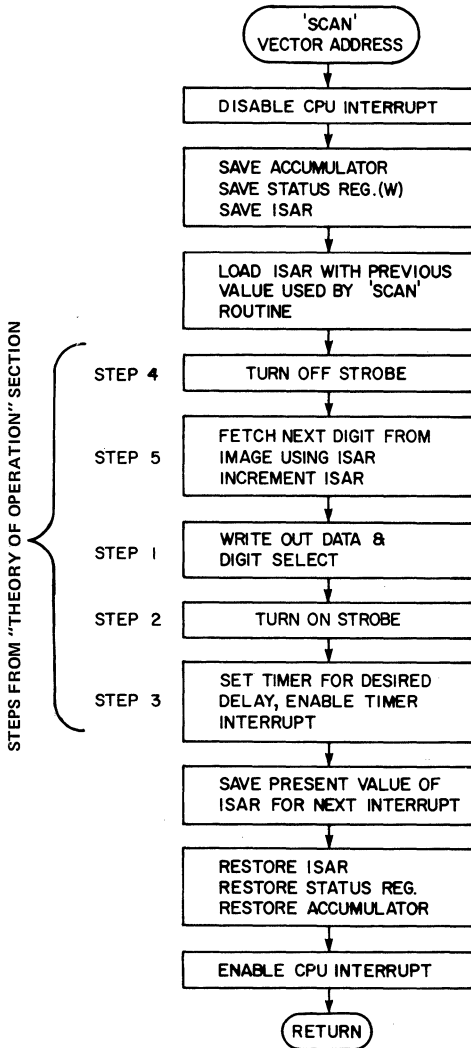 'SCAN'
VECTOR ADDRESS
DISABLE CPU INTERRUPT
SAVE ACCUMULATOR
SAVE STATUS REG.(W)
SAVE ISAR
LOAD ISAR WITH PREVIOUS
VALUE USED BY 'SCAN'
ROUTINE
STEPS FROM "THEORY OF OPERATION" SECTION
STEP 4
TURN OFF STROBE
STEP 5
FETCH NEXT DIGIT FROM
IMAGE USING ISAR
INCREMENT ISAR
STEP 1
WRITE OUT DATA &
DIGIT SELECT
STEP 2
TURN ON STROBE
STEP 3
SET TIMER FOR DESIRED
DELAY, ENABLE TIMER
INTERRUPT
SAVE PRESENT VALUE OF
ISAR FOR NEXT INTERRUPT
RESTORE ISAR
RESTORE STATUS REG.
RESTORE ACCUMULATOR
ENABLE CPU INTERRUPT
RETURN